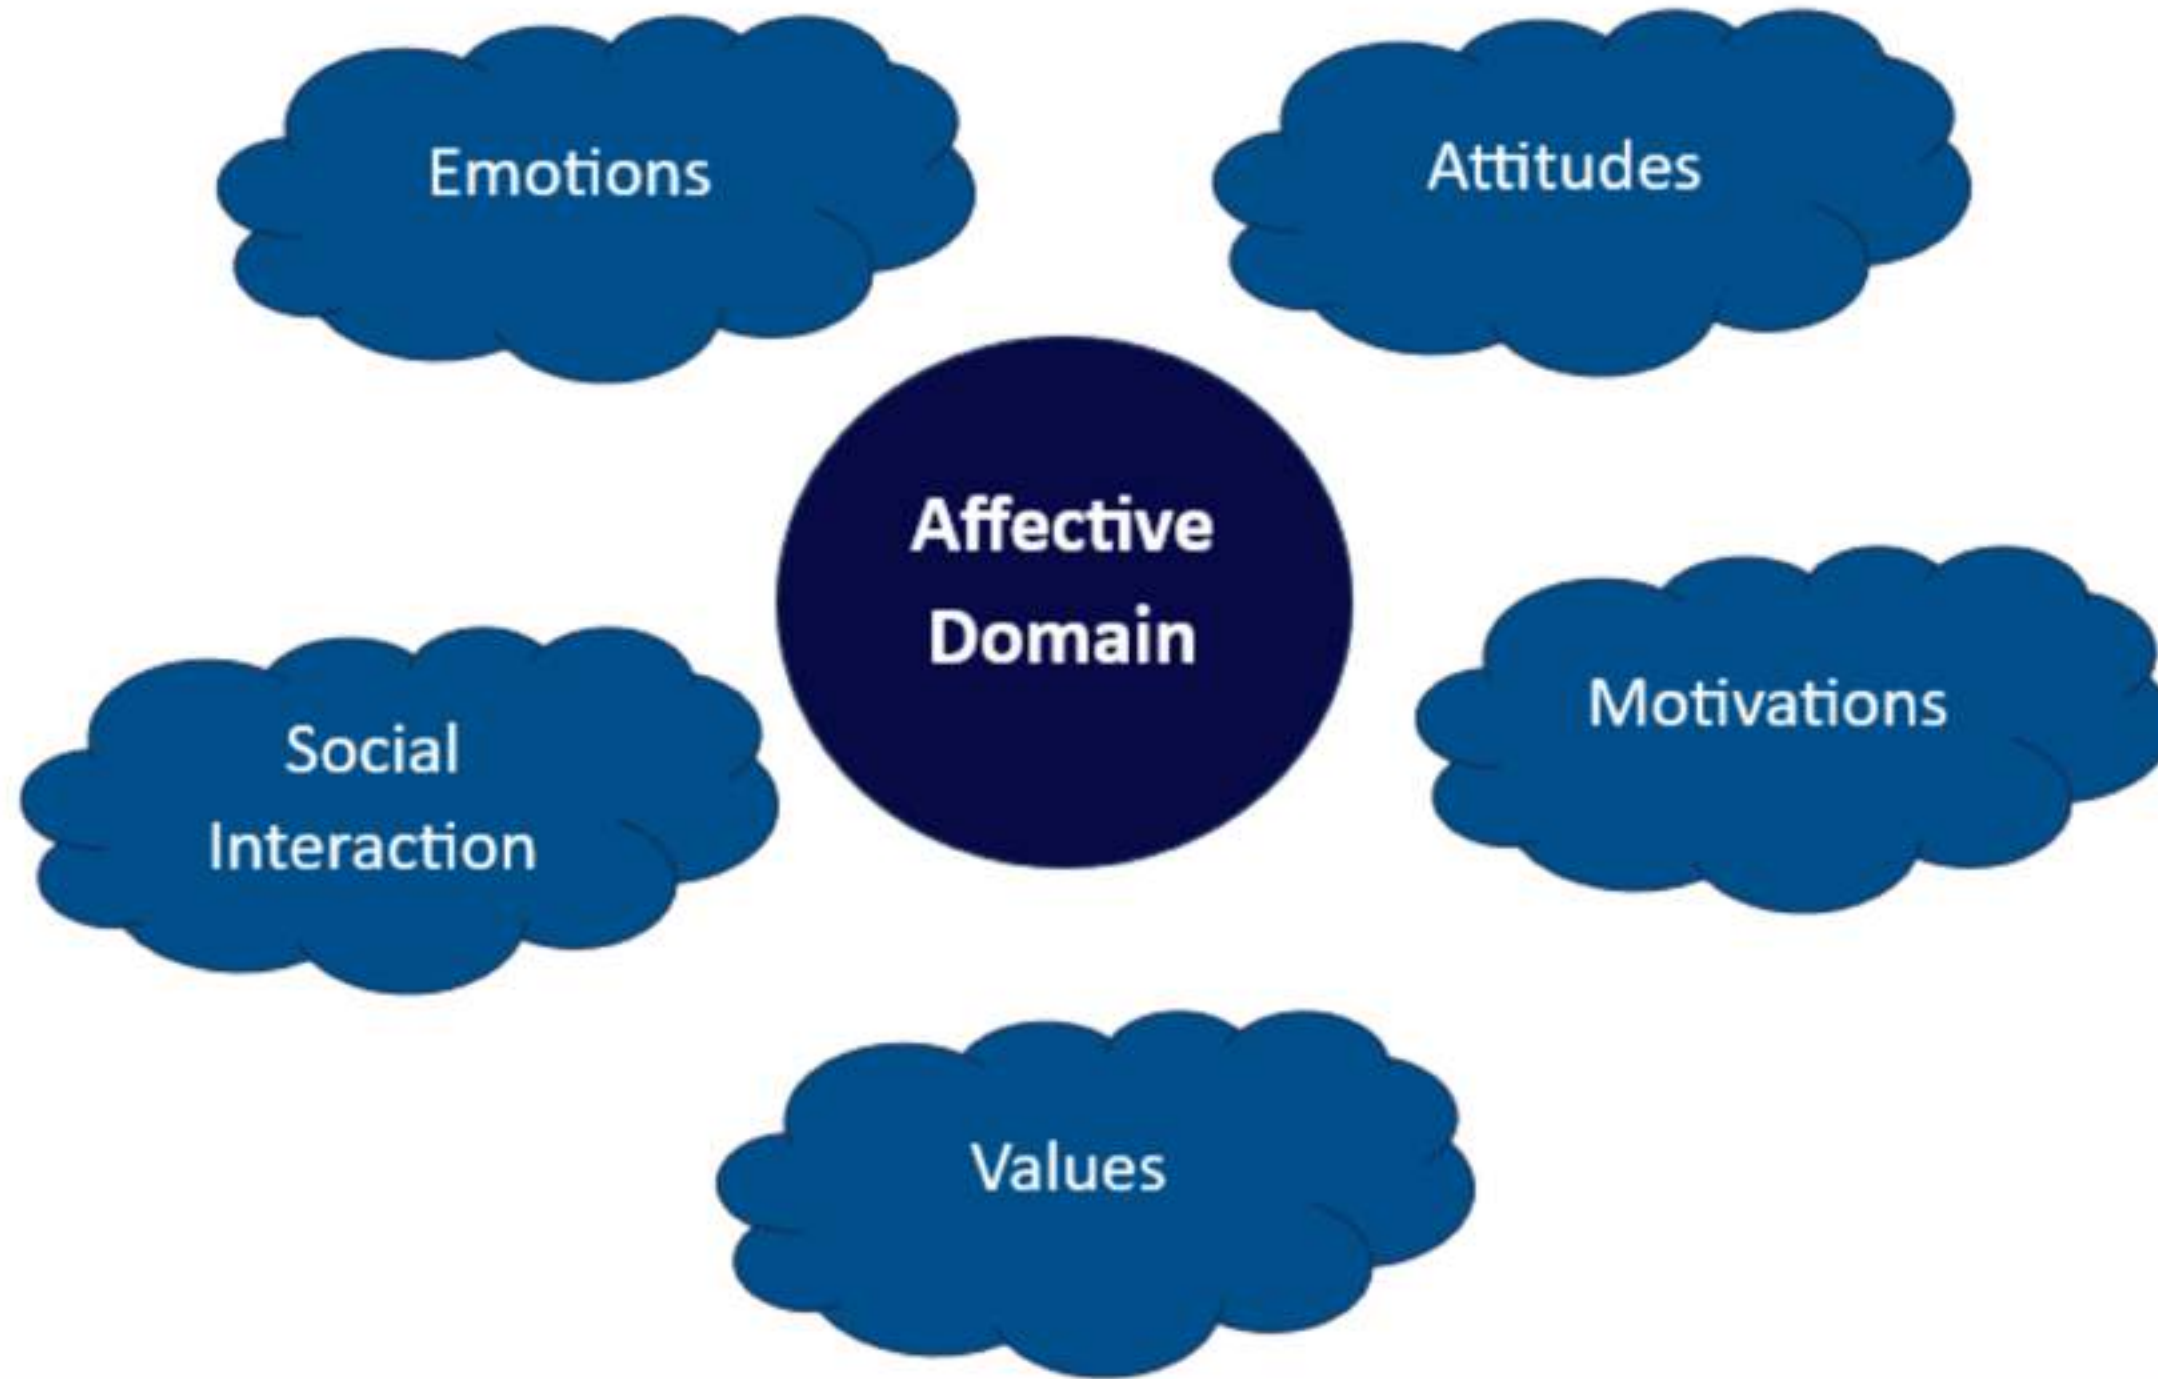 Emotions
Attitudes
Affective
Domain
Motivations
Social
Interaction
Values